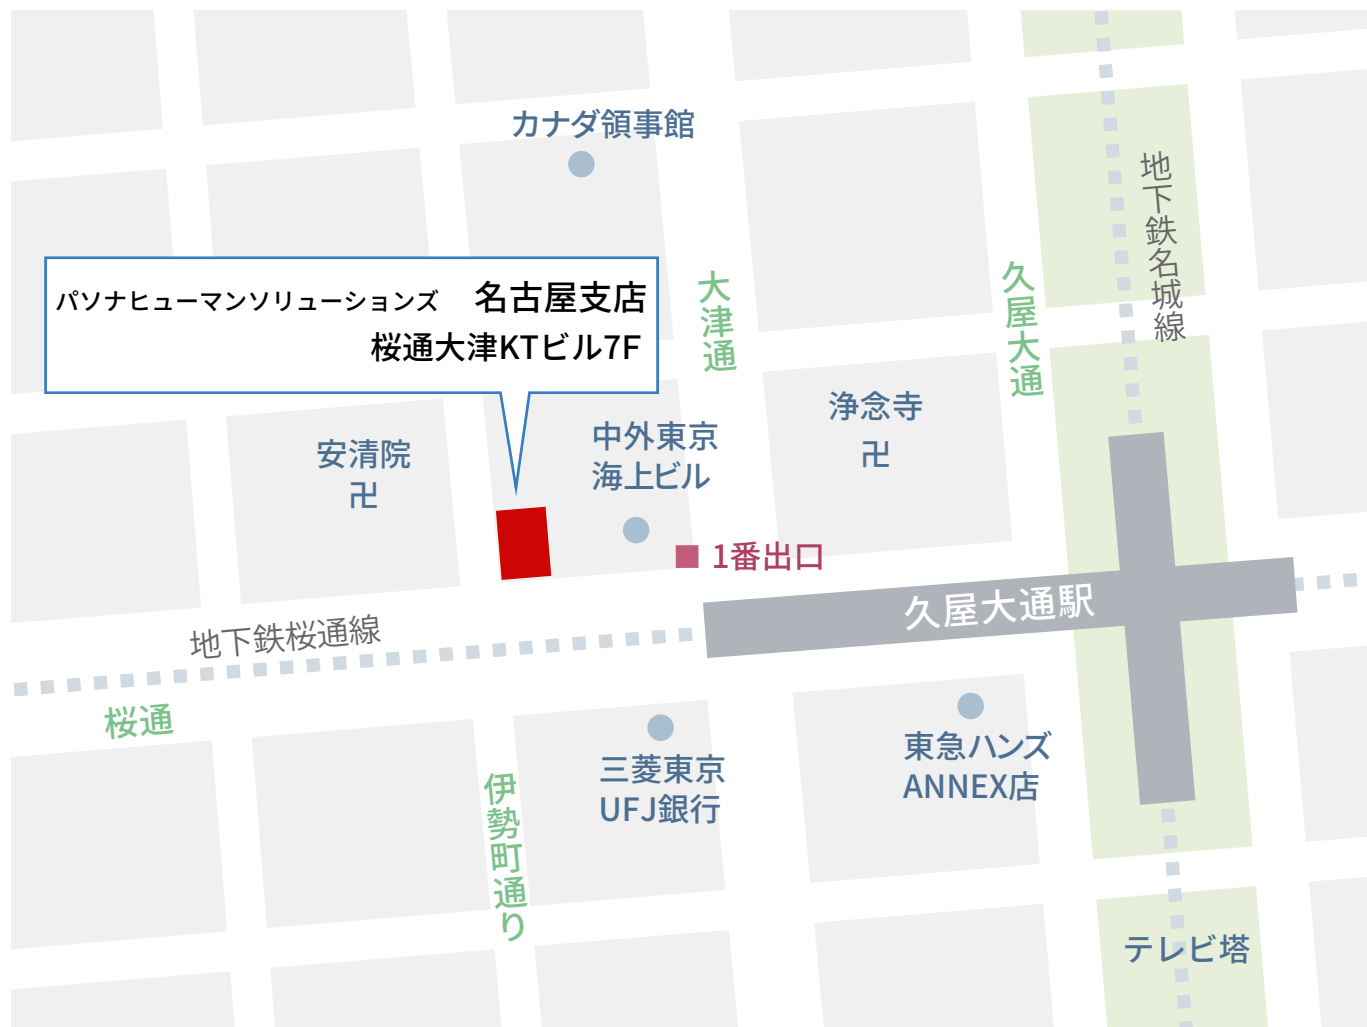 カナダ領事館
地下鉄名城線
パソナヒューマンソリューションズ　名古屋支店
桜通大津KTビル7F
大津通
久屋大通
浄念寺
卍
中外東京
海上ビル
安清院
卍
1番出口
久屋大通駅
地下鉄桜通線
桜通
伊勢町通り
三菱東京
UFJ銀行
東急ハンズ
ANNEX店
テレビ塔